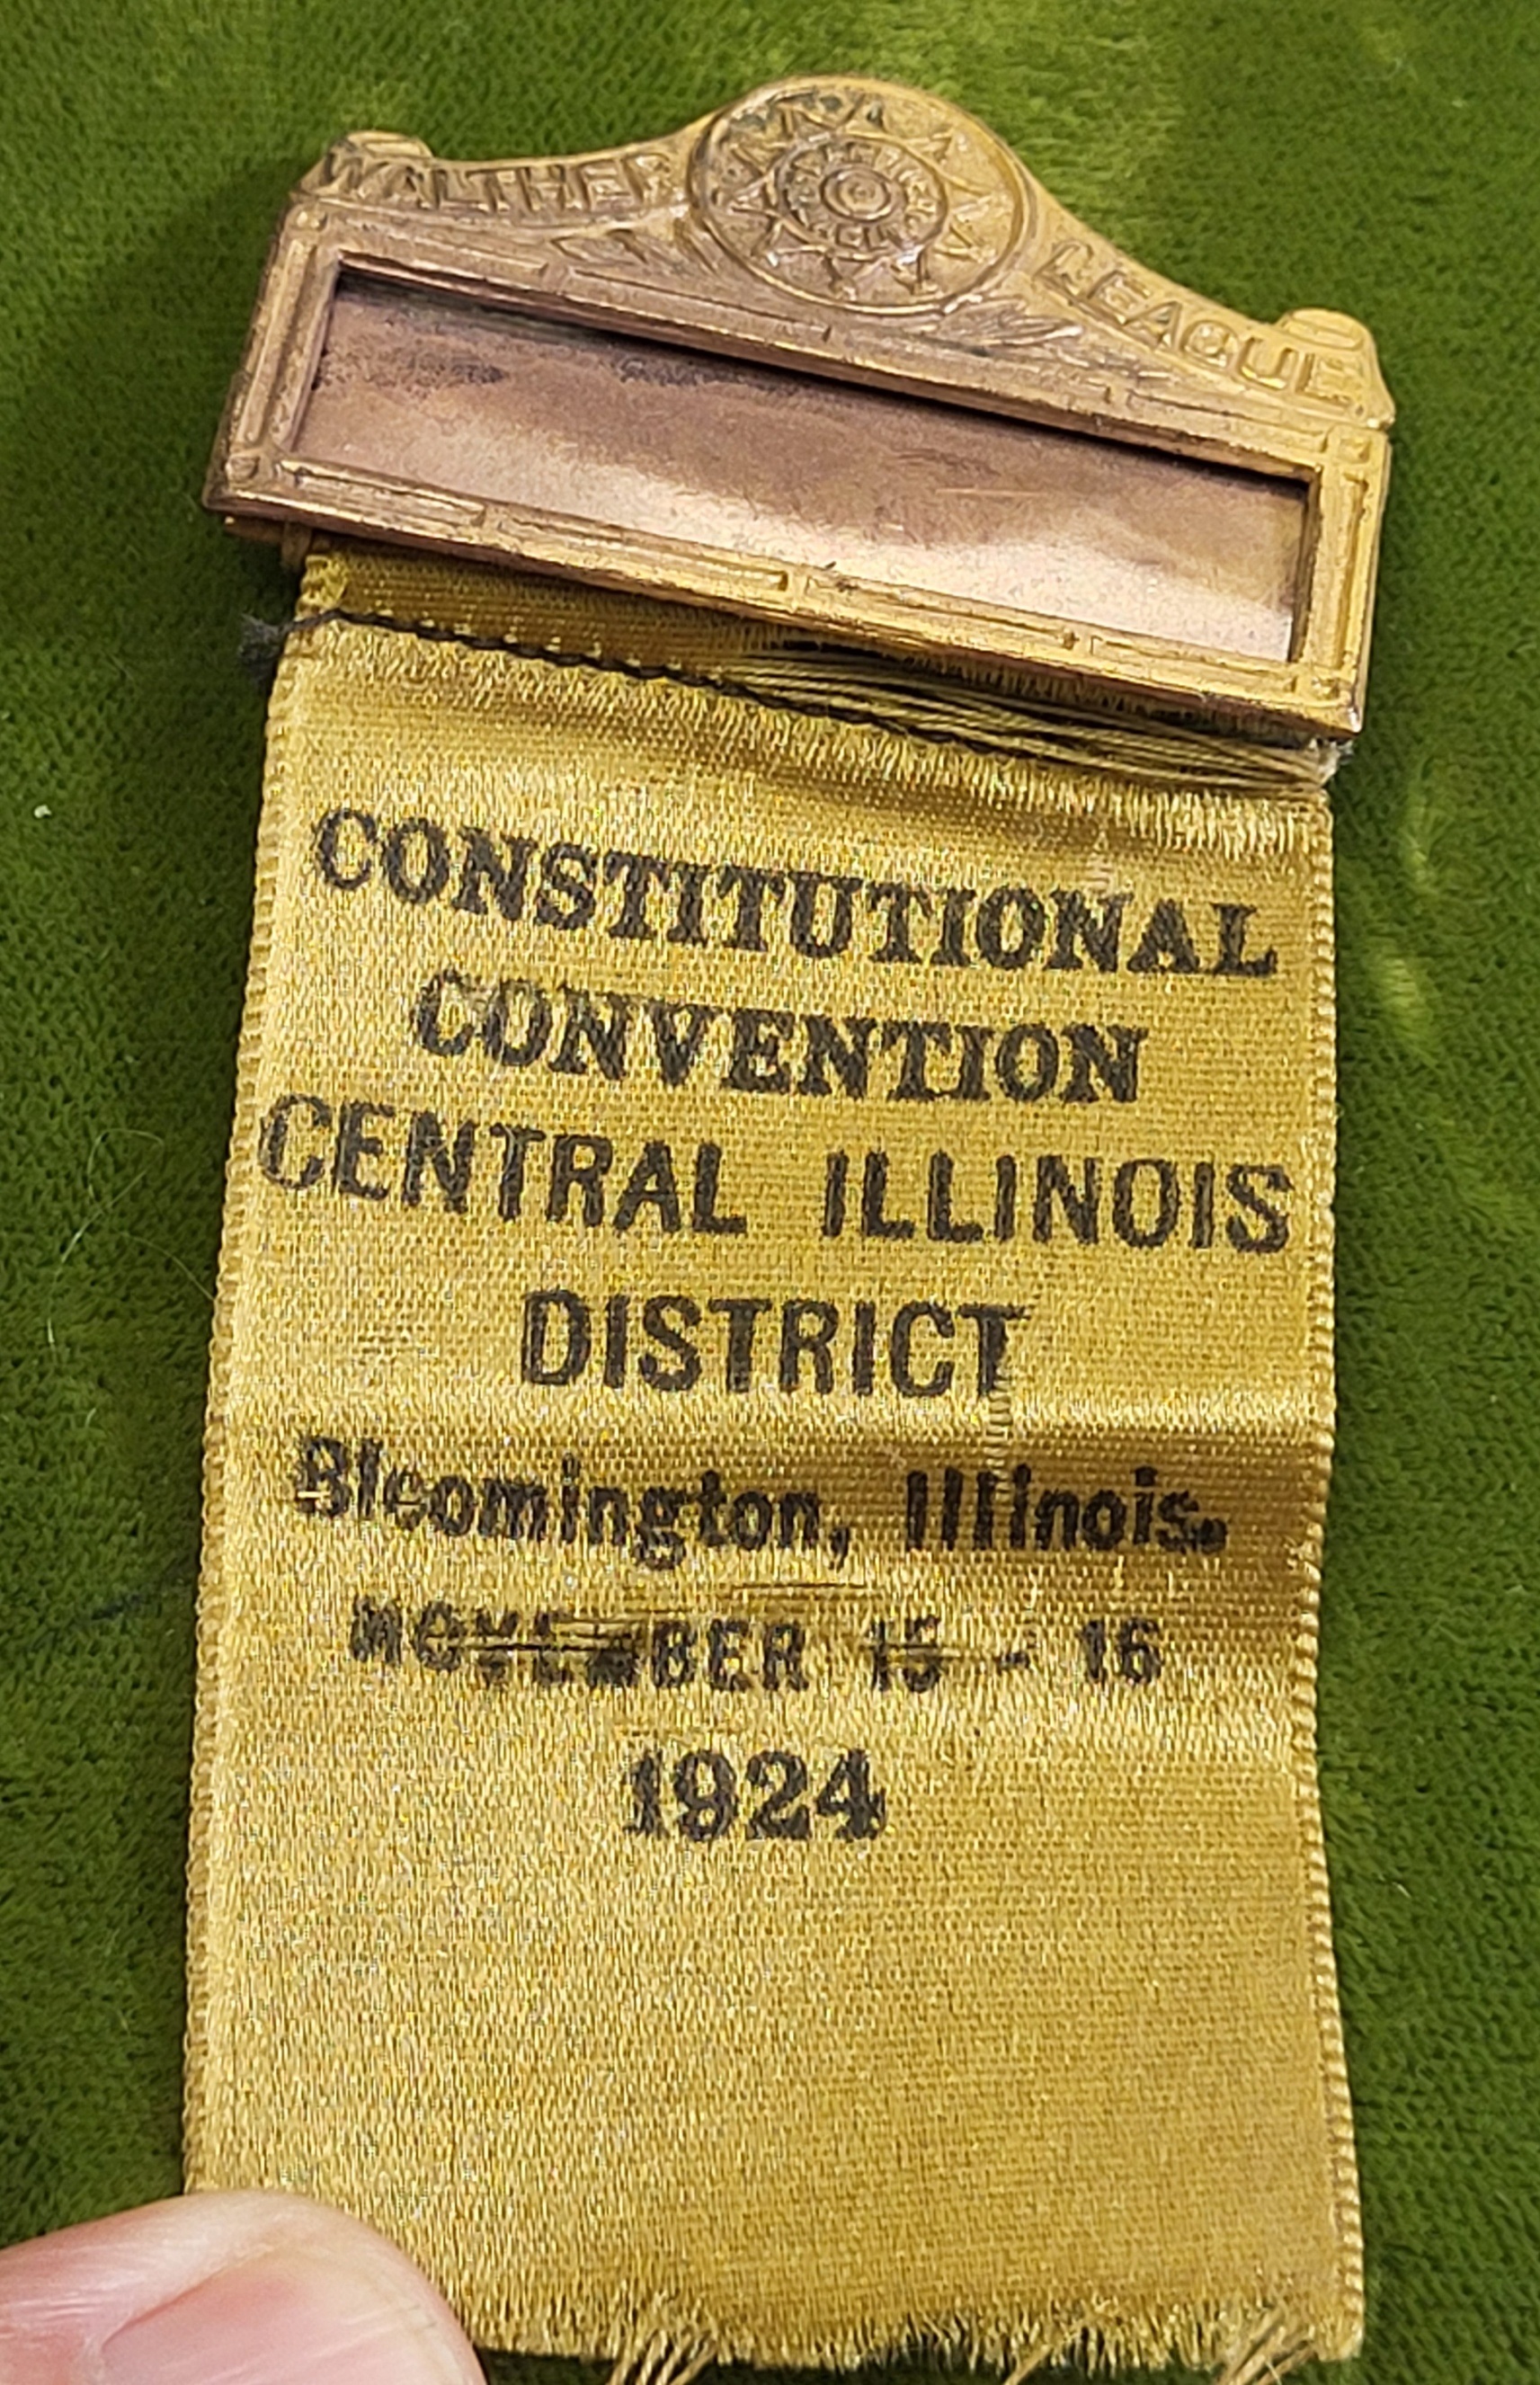 WALTHER LEAGUE
CONSTITUTIONAL
CONVENTION
CENTRAL ILLINOIS
DISTRICT
Bloomington, Illinois.
NOVEMBER 15 - 16
1924